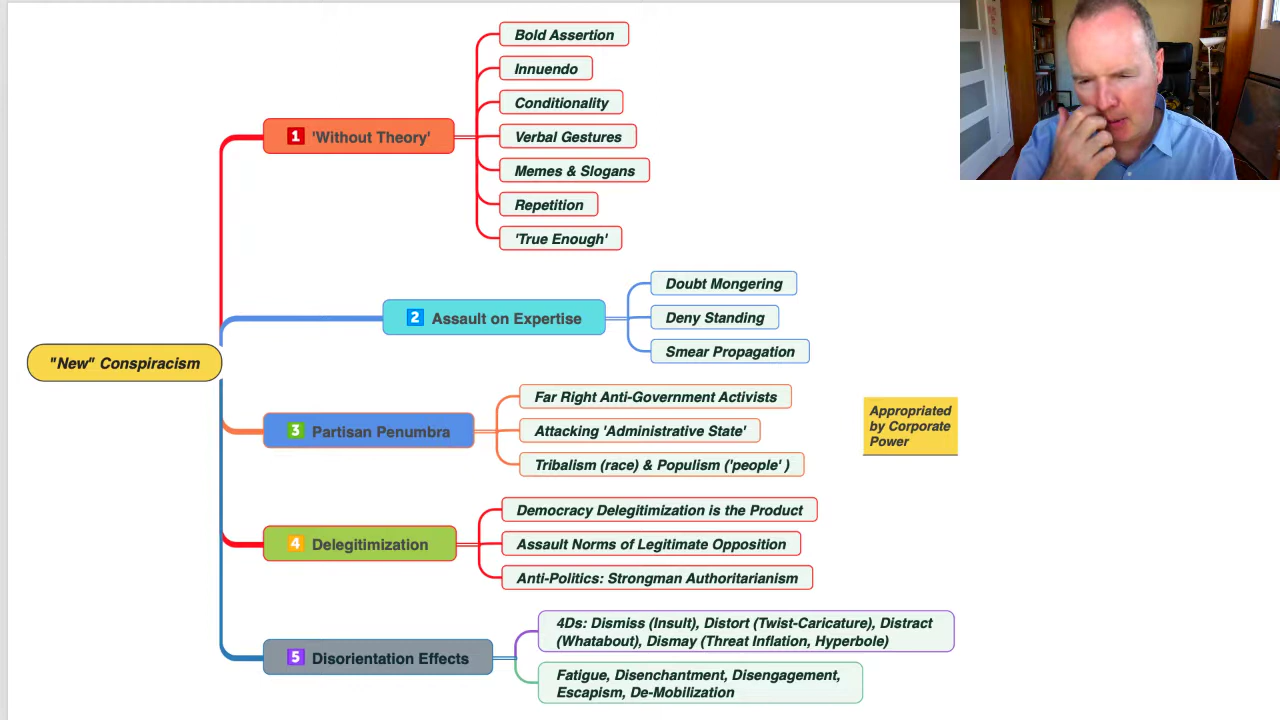 Bold Assertion
Innuendo
Conditionality
1 'Without Theory'
Verbal Gestures
Memes & Slogans
Repetition
'True Enough'
Doubt Mongering
2 Assault on Expertise
Deny Standing
Smear Propagation
"New" Conspiracism
Far Right Anti-Government Activists
3 Partisan Penumbra
Attacking 'Administrative State'
Tribalism (race) & Populism ('people' )
Appropriated
by Corporate
Power
Democracy Delegitimization is the Product
4 Delegitimization
Assault Norms of Legitimate Opposition
Anti-Politics: Strongman Authoritarianism
4Ds: Dismiss (Insult), Distort (Twist-Caricature), Distract
(Whatabout), Dismay (Threat Inflation, Hyperbole)
5 Disorientation Effects
Fatigue, Disenchantment, Disengagement,
Escapism, De-Mobilization